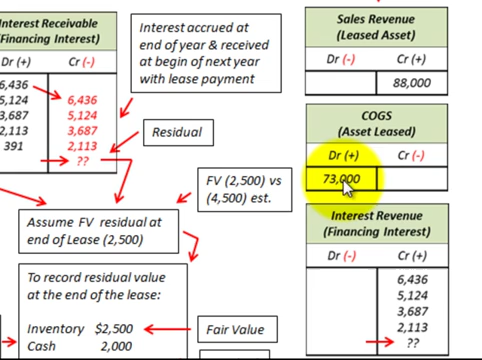 Interest Receivable
(Financing Interest)
Dr (+) Cr (-)
6,436
5,124 6,436
3,687 5,124
2,113 3,687
391 2,113
??
Interest accrued at
end of year & received
at begin of next year
with lease payment
Residual
FV (2,500) vs
(4,500) est.
Assume FV residual at
end of Lease (2,500)
To record residual value
at the end of the lease:
Inventory $2,500
Cash 2,000
Fair Value
Sales Revenue
(Leased Asset)
Dr (-) Cr (+)
88,000
COGS
(Asset Leased)
Dr (+) Cr (-)
73,000
Interest Revenue
(Financing Interest)
Dr (-) Cr (+)
6,436
5,124
3,687
2,113
??